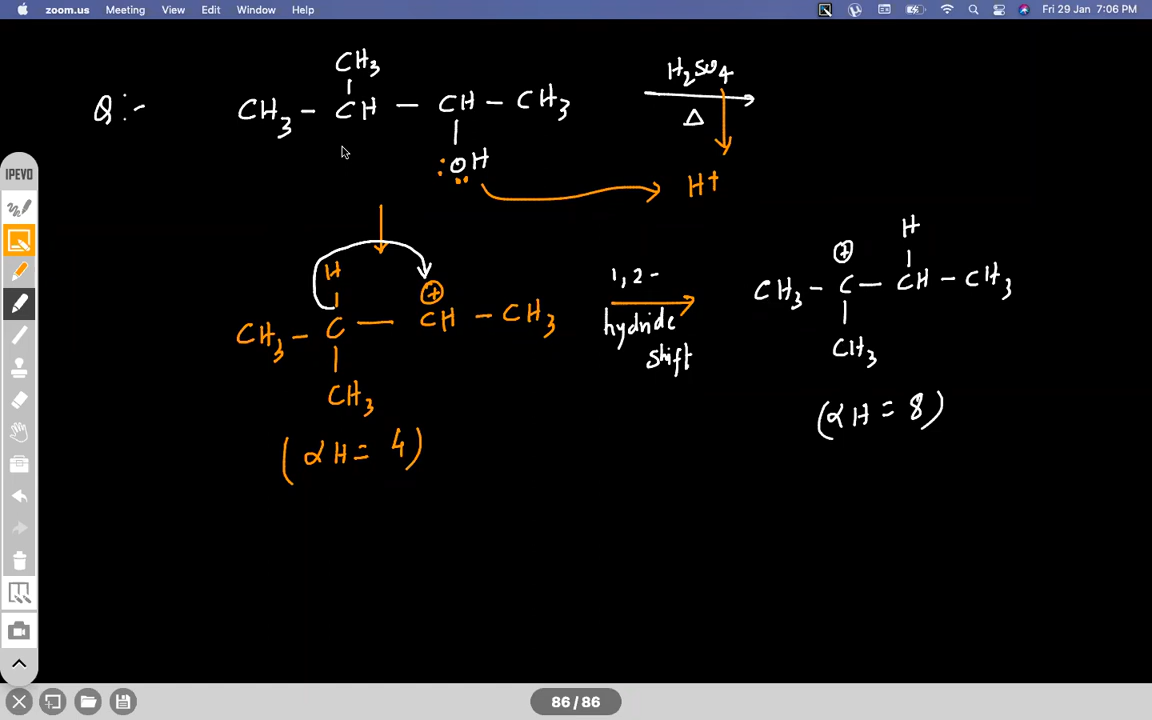 zoom.us Meeting View Edit Window Help Fri 29 Jan 7:06 PM
CH3
Q:- CH3 - CH - CH - CH3
H2SO4
Δ
:OH
H+
IPEVO
H
⊕
CH3 - C - CH - CH3
CH3
(αH = 4)
1,2-
hydride
shift
⊕ H
CH3 - C - CH - CH3
CH3
(αH = 8)
86 / 86